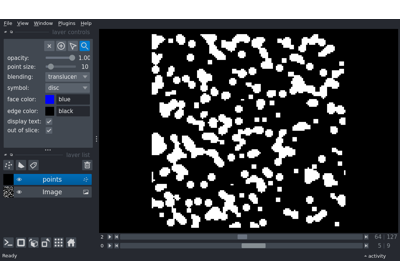 File View Window Plugins Help
layer controls
opacity: 1.00
point size: 10
blending: translucen
symbol: disc
face color: blue
edge color: black
display text:
out of slice:
layer list
points
Image
2 64 127
0 5 9
Ready activity